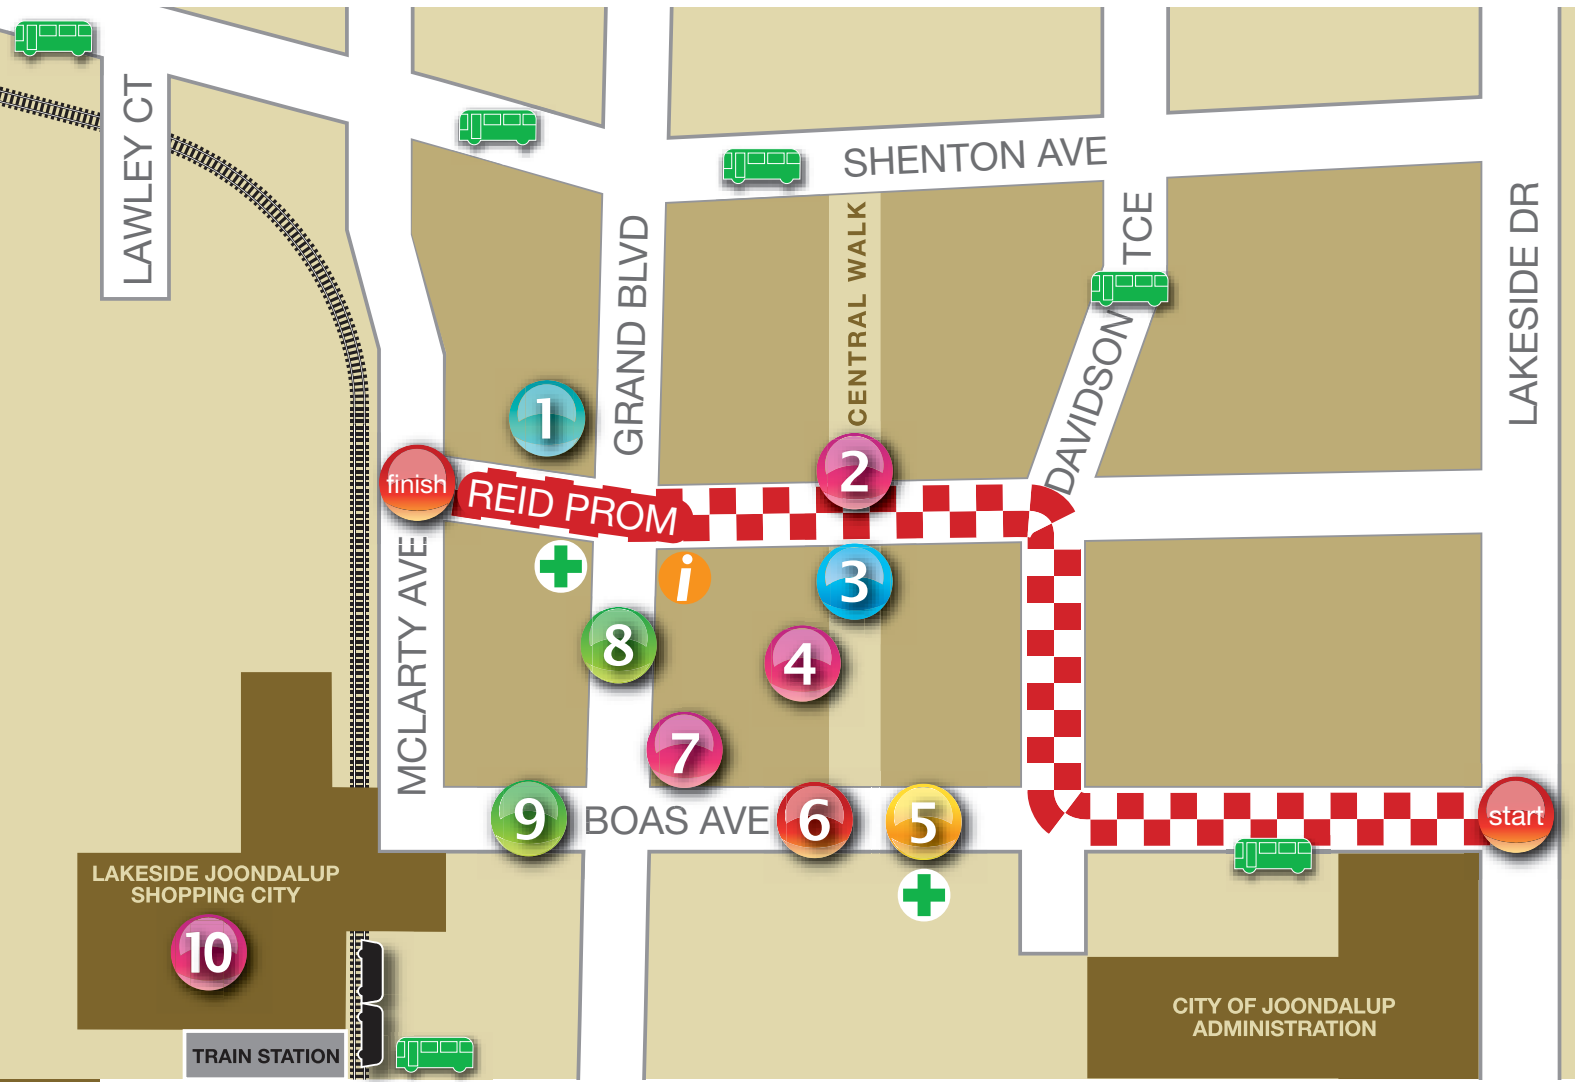 LAWLEY CT
SHENTON AVE
CENTRAL WALK
GRAND BLVD
DAVIDSON TCE
LAKESIDE DR
1
2
finish
REID PROM
MCLARTY AVE
i
3
8
4
7
9
BOAS AVE
6
5
start
LAKESIDE JOONDALUP
SHOPPING CITY
10
CITY OF JOONDALUP
ADMINISTRATION
TRAIN STATION